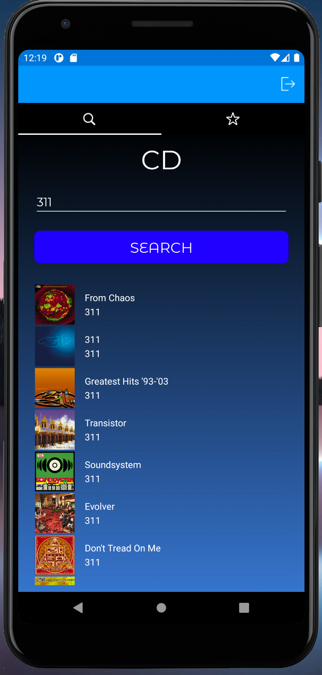 12:19
CD
311
SEARCH
From Chaos
311
311
311
Greatest Hits '93-'03
311
Transistor
311
Soundsystem
311
Evolver
311
Don't Tread On Me
311